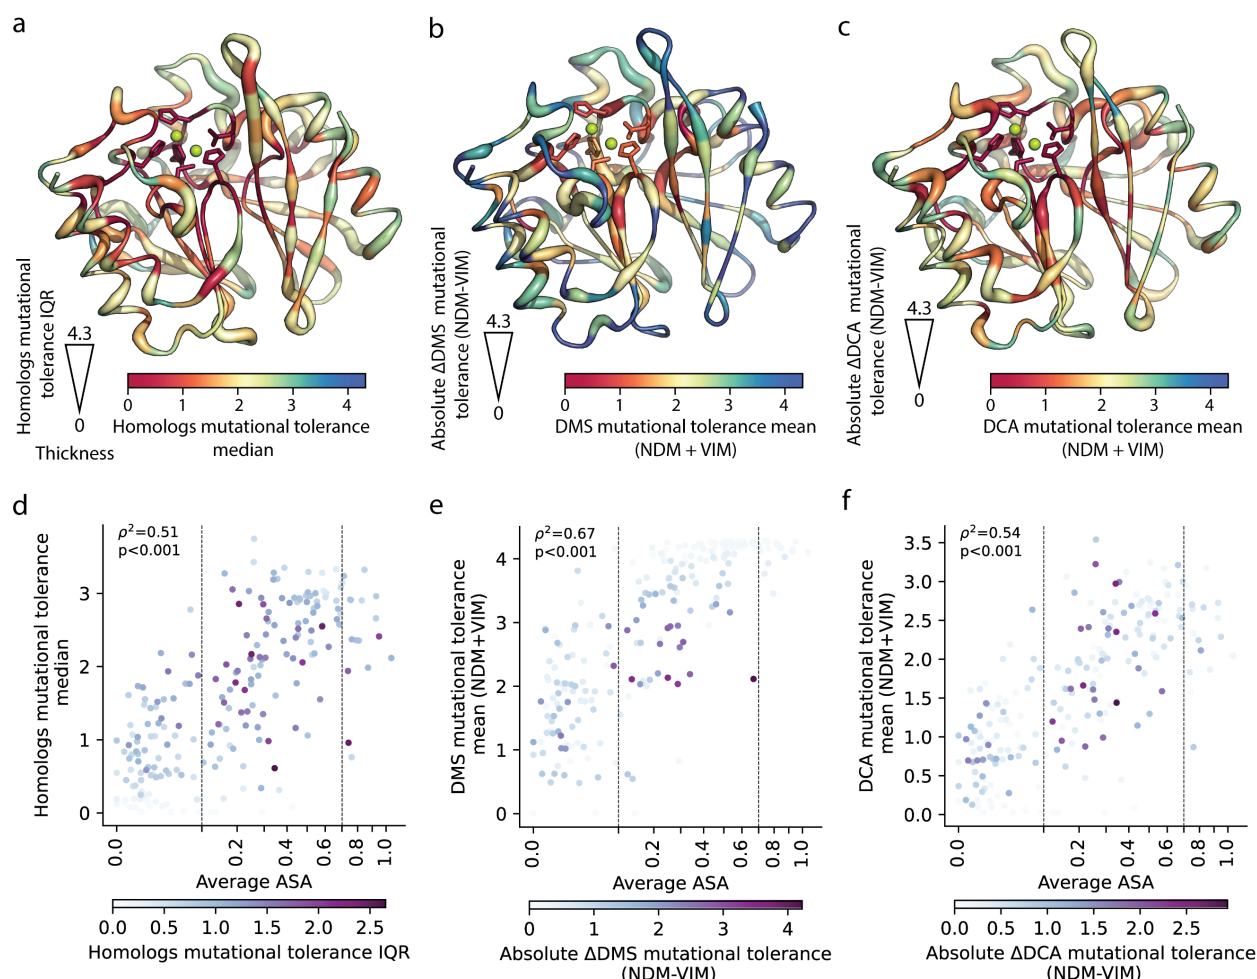 a
Homologs mutational
tolerance IQR
4.3
0
Thickness
0 1 2 3 4
Homologs mutational tolerance
median
b
Absolute ΔDMS mutational
tolerance (NDM-VIM)
4.3
0
0 1 2 3 4
DMS mutational tolerance mean
(NDM + VIM)
c
Absolute ΔDCA mutational
tolerance (NDM-VIM)
4.3
0
0 1 2 3 4
DCA mutational tolerance mean
(NDM + VIM)
d
ρ²=0.51
p<0.001
Homologs mutational tolerance
median
3
2
1
0
0.0 0.2 0.4 0.6 0.8 1.0
Average ASA
0.0 0.5 1.0 1.5 2.0 2.5
Homologs mutational tolerance IQR
e
ρ²=0.67
p<0.001
DMS mutational tolerance
mean (NDM+VIM)
4
3
2
1
0
0.0 0.2 0.4 0.6 0.8 1.0
Average ASA
0 1 2 3 4
Absolute ΔDMS mutational tolerance
(NDM-VIM)
f
ρ²=0.54
p<0.001
DCA mutational tolerance
mean (NDM+VIM)
3.5
3.0
2.5
2.0
1.5
1.0
0.5
0.0
0.0 0.2 0.4 0.6 0.8 1.0
Average ASA
0.0 0.5 1.0 1.5 2.0 2.5
Absolute ΔDCA mutational tolerance
(NDM-VIM)